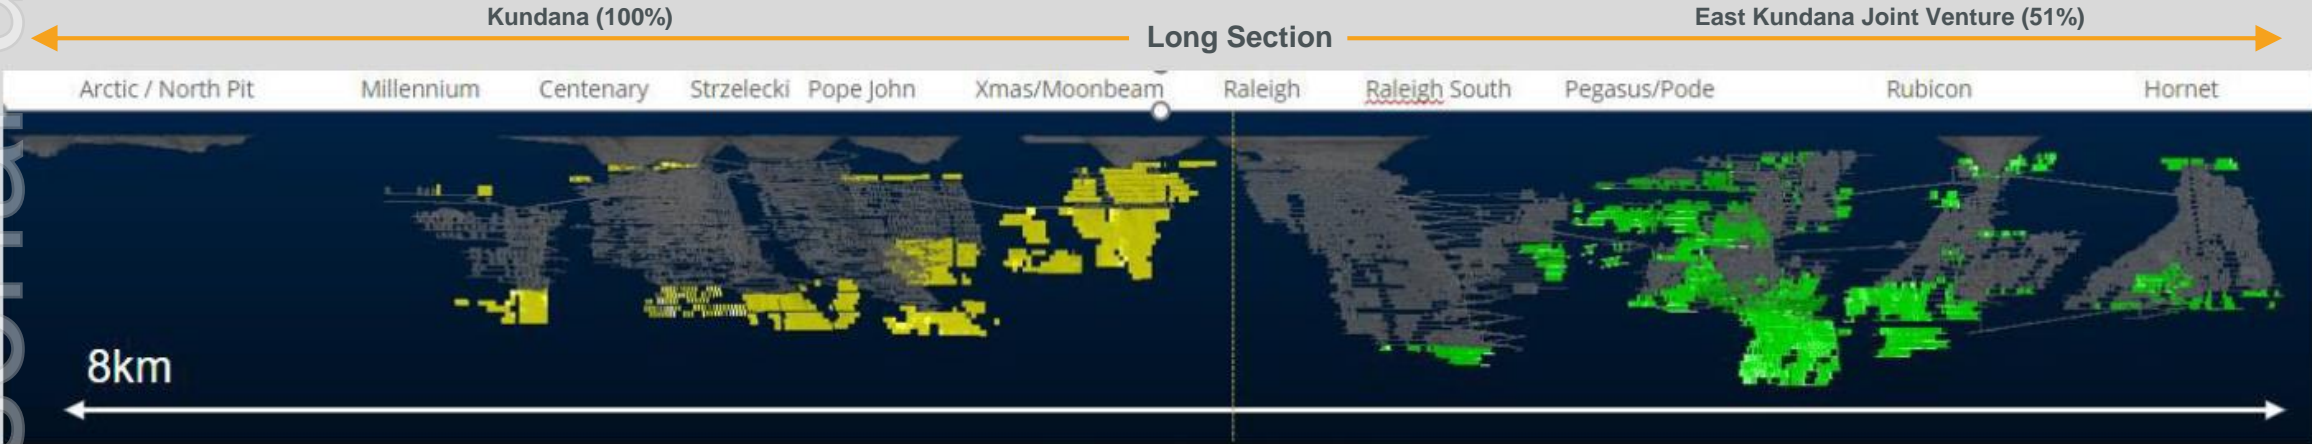 Kundana (100%)
East Kundana Joint Venture (51%)
Long Section
Arctic / North Pit Millennium Centenary Strzelecki Pope John Xmas/Moonbeam Raleigh Raleigh South Pegasus/Pode Rubicon Hornet
8km